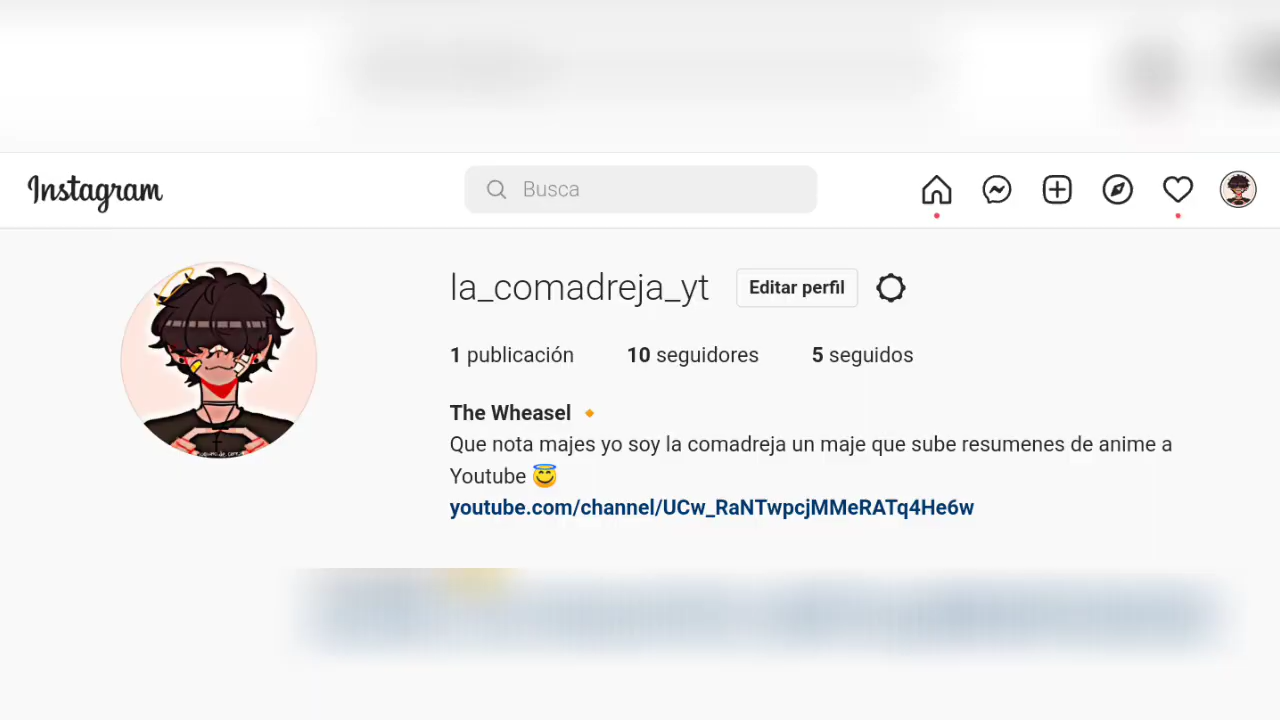 Instagram
Busca
la_comadreja_yt Editar perfil
1 publicación 10 seguidores 5 seguidos
The Wheasel 🔸
Que nota majes yo soy la comadreja un maje que sube resumenes de anime a
Youtube 😇
youtube.com/channel/UCw_RaNTwpcjMMeRATq4He6w